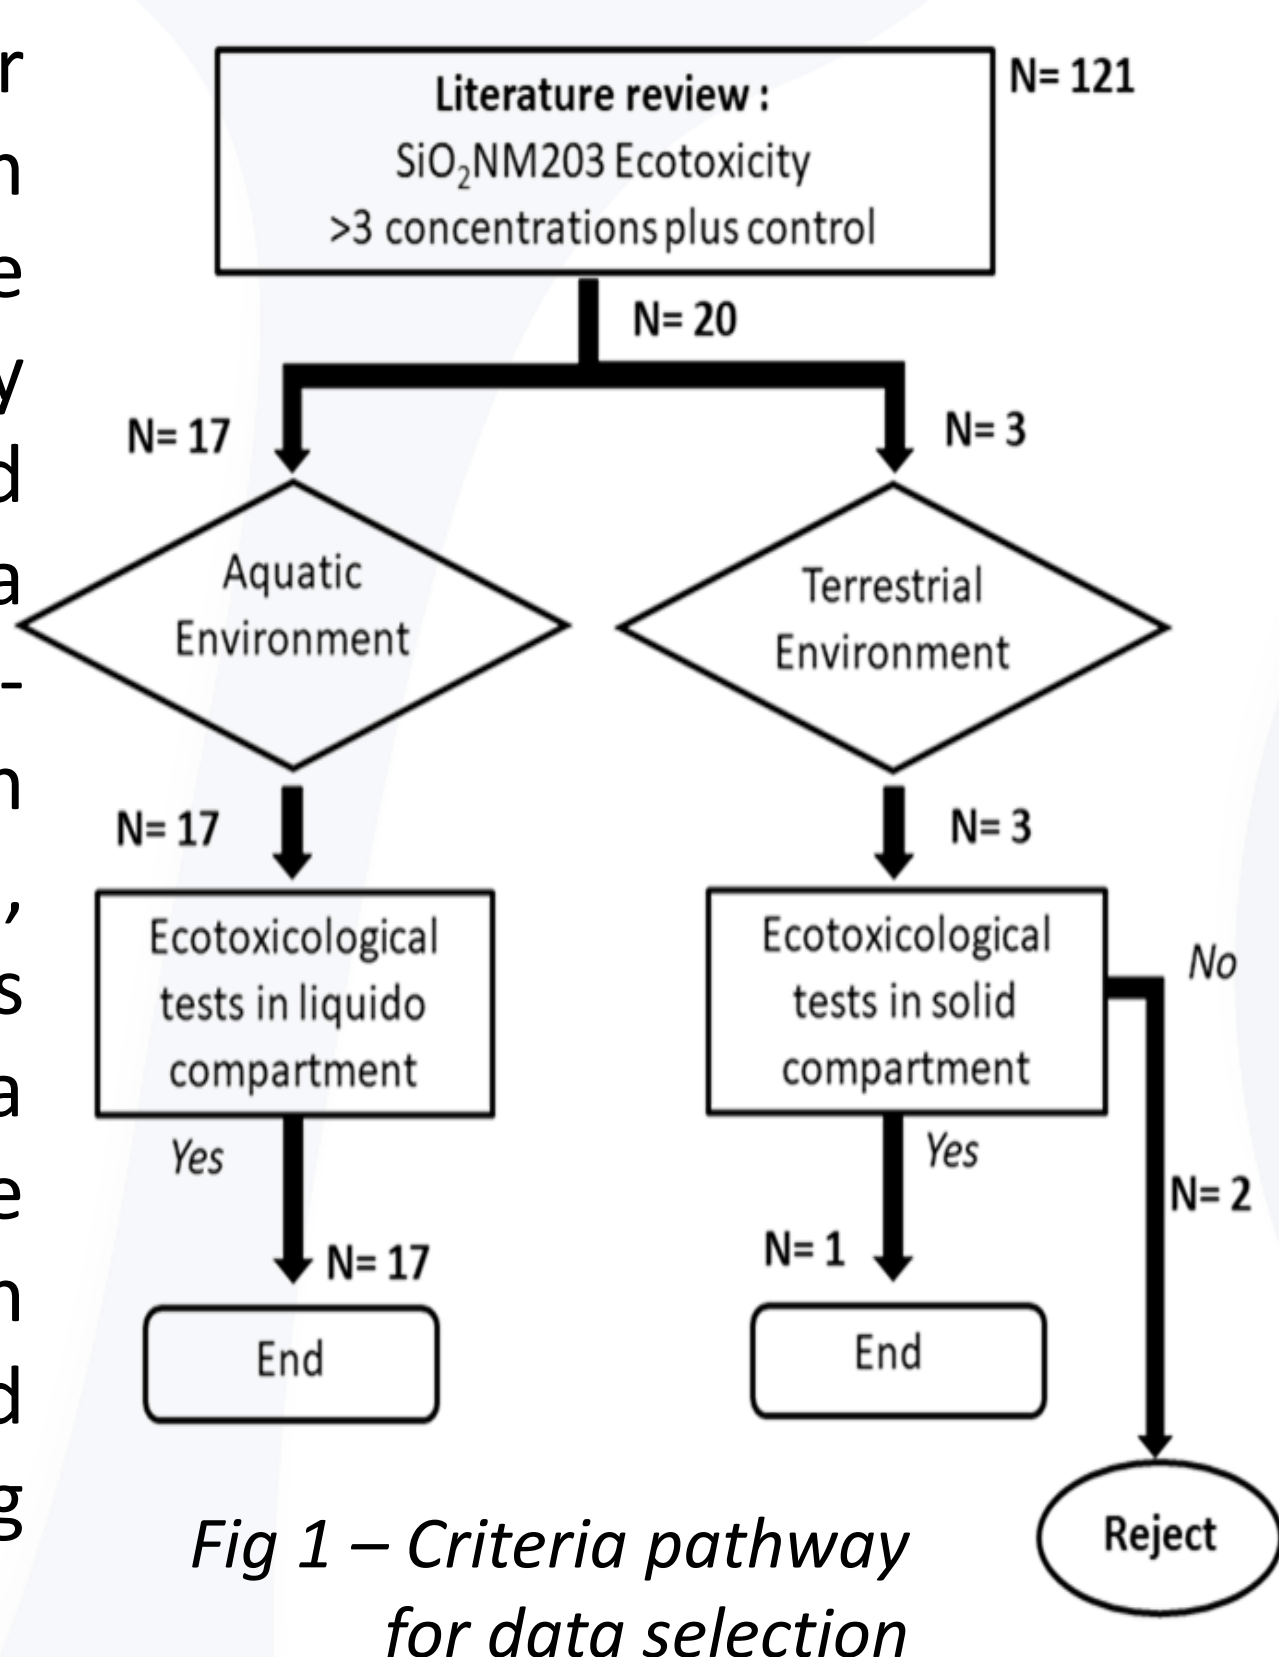 r
n
e
y
d
a
-
n
,
s
a
e
n
d
g
Literature review :
SiO₂NM203 Ecotoxicity
>3 concentrations plus control
N= 121
N= 20
N= 17
N= 3
Aquatic
Environment
Terrestrial
Environment
N= 17
N= 3
Ecotoxicological
tests in liquido
compartment
Ecotoxicological
tests in solid
compartment
No
Yes
Yes
N= 2
N= 17
N= 1
End
End
Reject
Fig 1 – Criteria pathway
for data selection